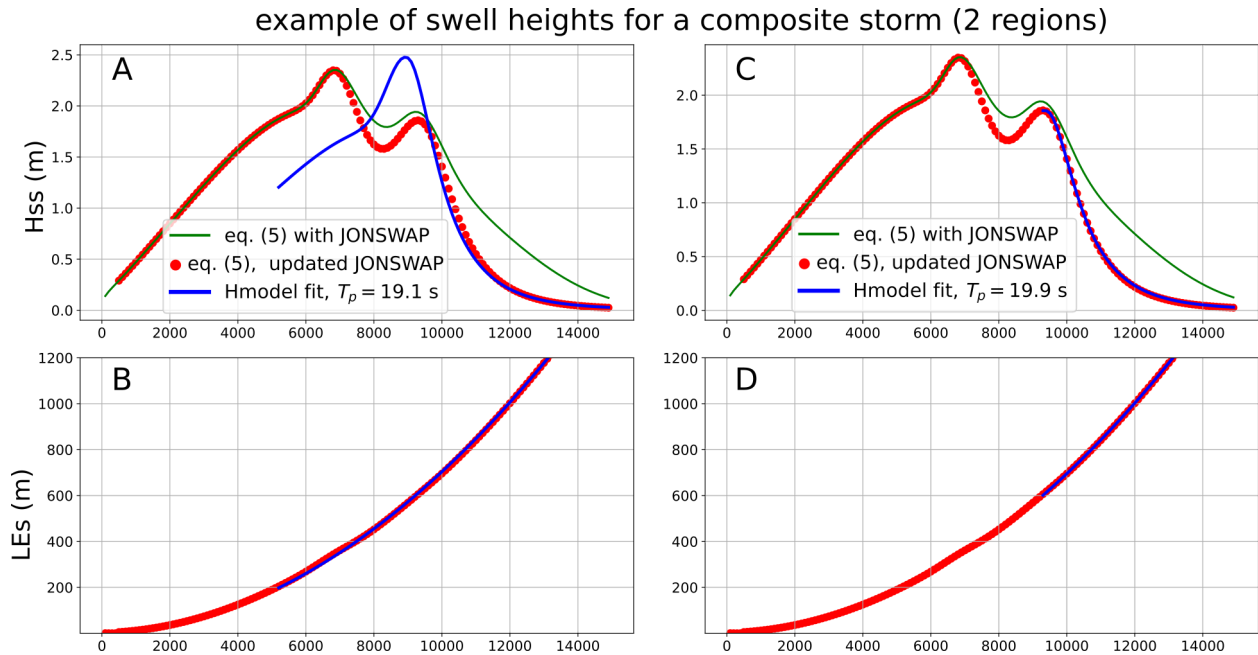 example of swell heights for a composite storm (2 regions)
A
Hss (m)
2.5
2.0
1.5
1.0
0.5
0.0
eq. (5) with JONSWAP
eq. (5),  updated JONSWAP
Hmodel fit, Tp = 19.1 s
0 2000 4000 6000 8000 10000 12000 14000
C
2.0
1.5
1.0
0.5
0.0
eq. (5) with JONSWAP
eq. (5), updated JONSWAP
Hmodel fit, Tp = 19.9 s
0 2000 4000 6000 8000 10000 12000 14000
B
LEs (m)
1200
1000
800
600
400
200
0 2000 4000 6000 8000 10000 12000 14000
D
1200
1000
800
600
400
200
0 2000 4000 6000 8000 10000 12000 14000